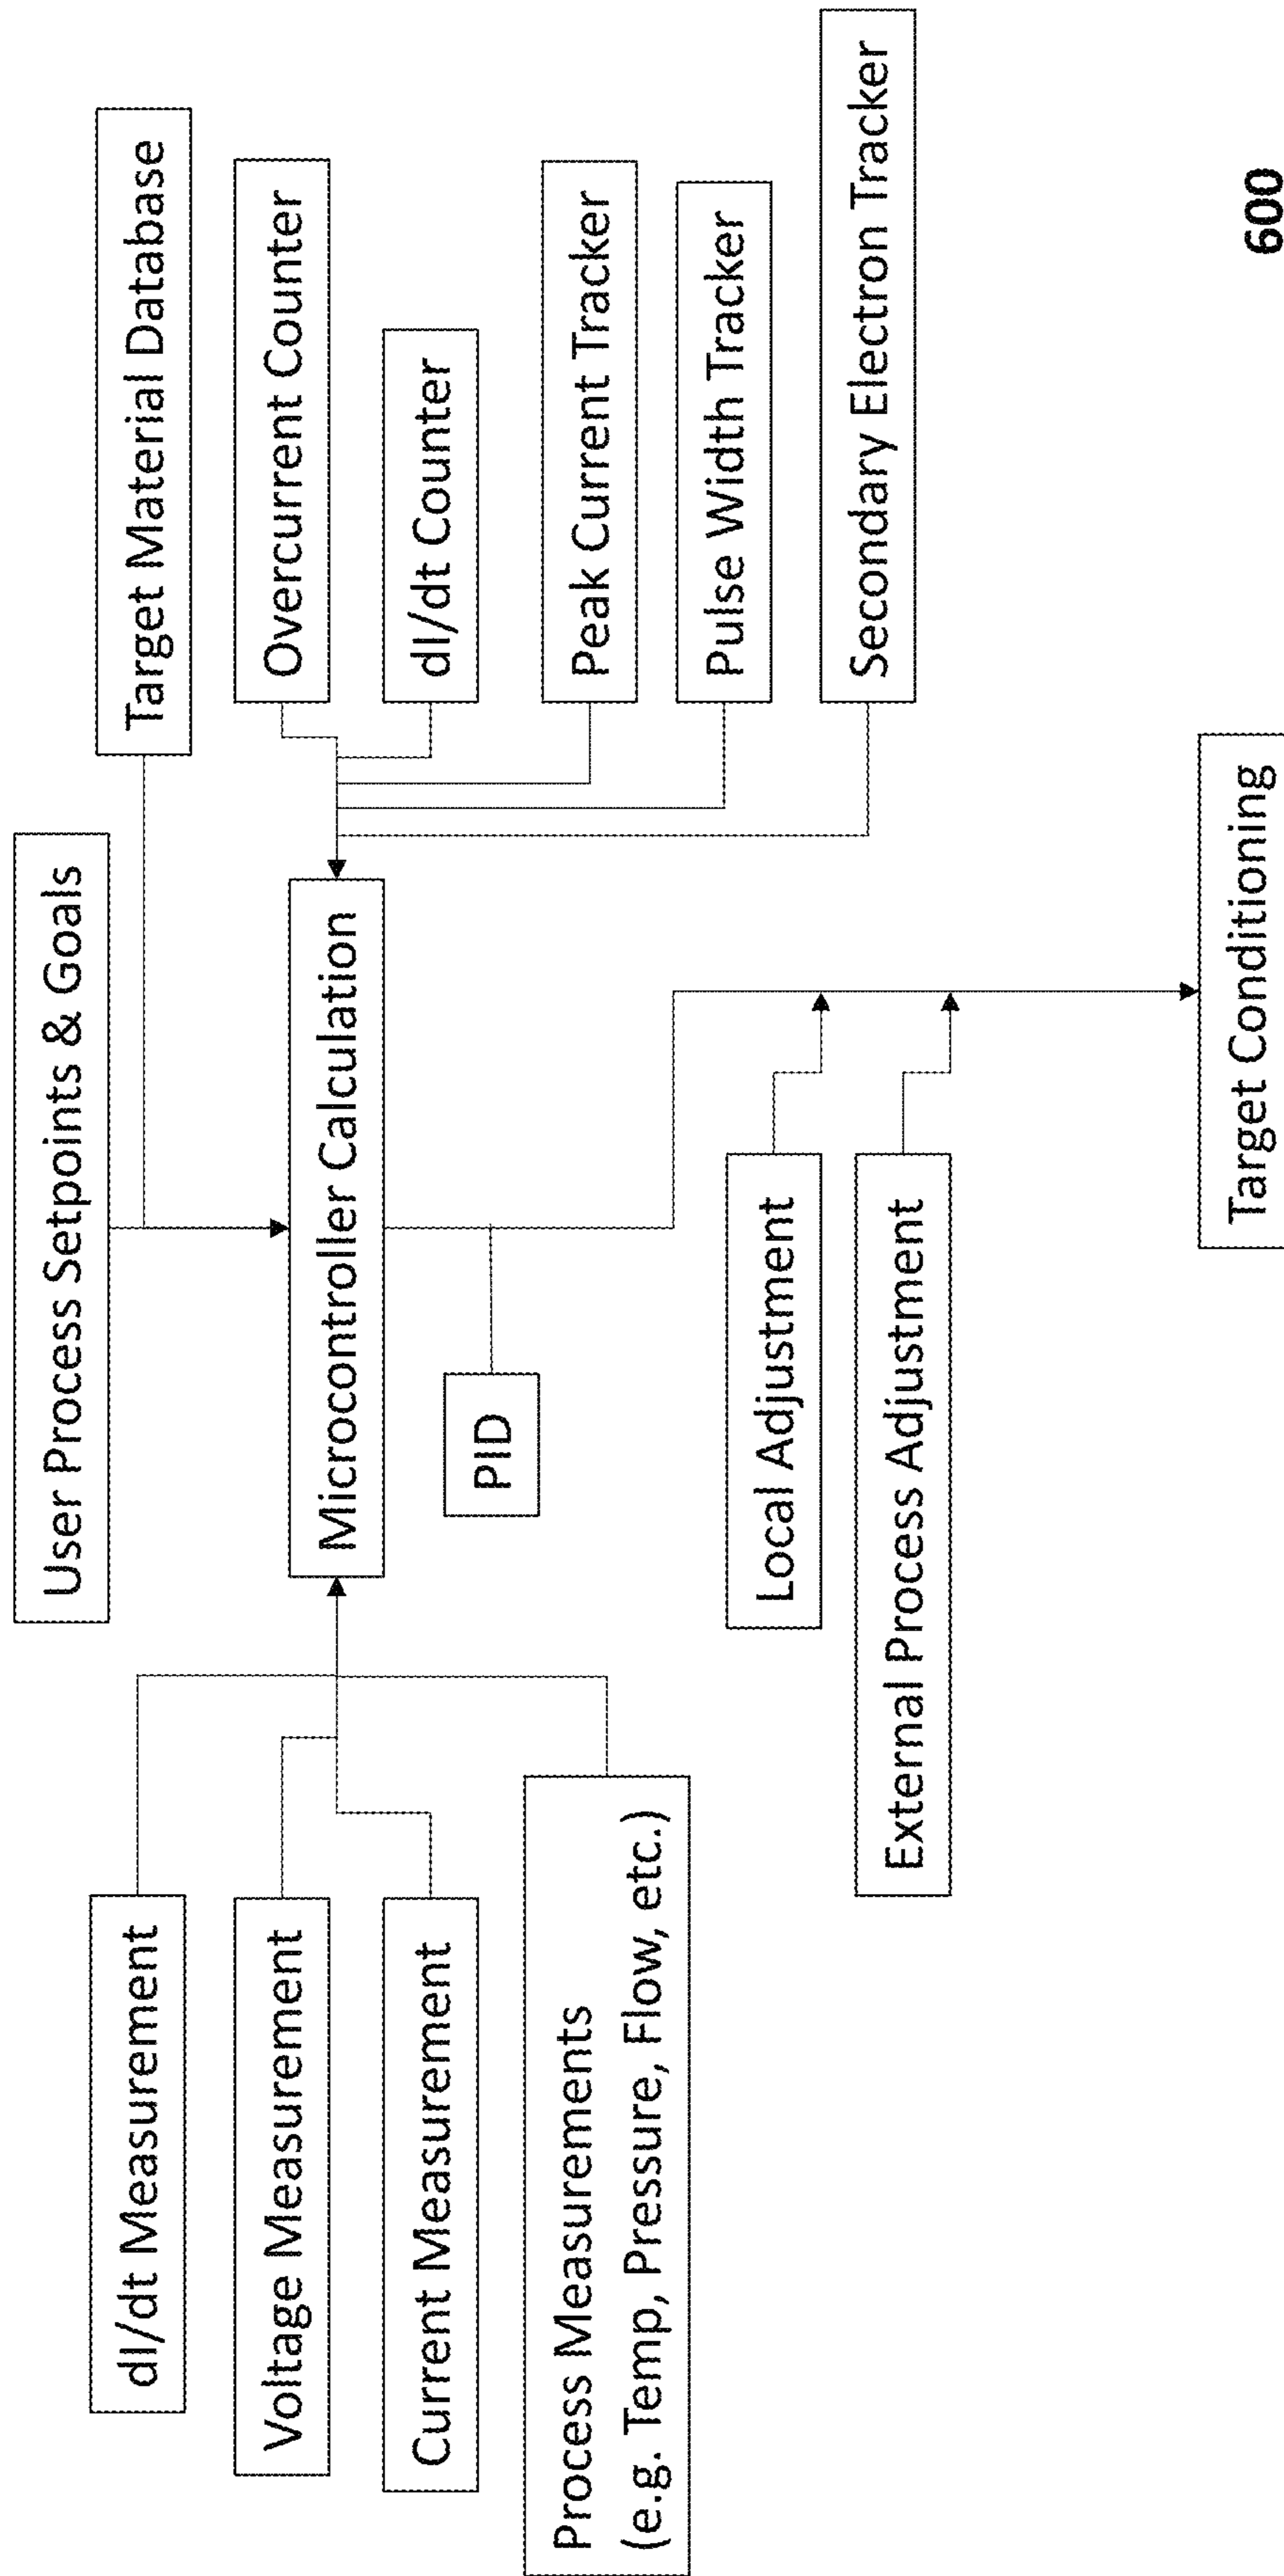 User Process Setpoints & Goals
Target Material Database
dI/dt Measurement
Voltage Measurement
Current Measurement
Process Measurements
(e.g. Temp, Pressure, Flow, etc.)
Microcontroller Calculation
Overcurrent Counter
dI/dt Counter
Peak Current Tracker
Pulse Width Tracker
Secondary Electron Tracker
PID
Local Adjustment
External Process Adjustment
Target Conditioning
600